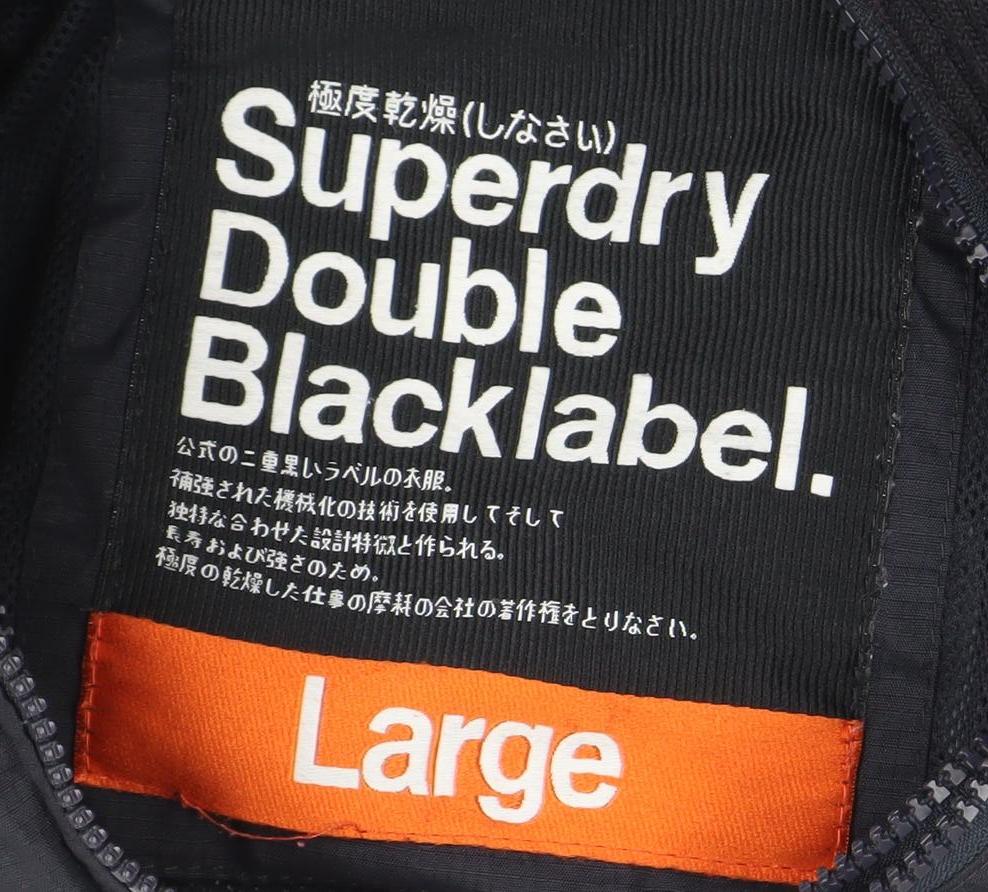 極度乾燥(しなさい)
Superdry
Double
Blacklabel.
公式の二重黒いラベルの衣服。
補強された機械化の技術を使用してそして
独特な合わせた設計特徴と作られる。
長寿および強さのため。
極度の乾燥した仕事の摩耗の会社の著作権をとりなさい。
Large